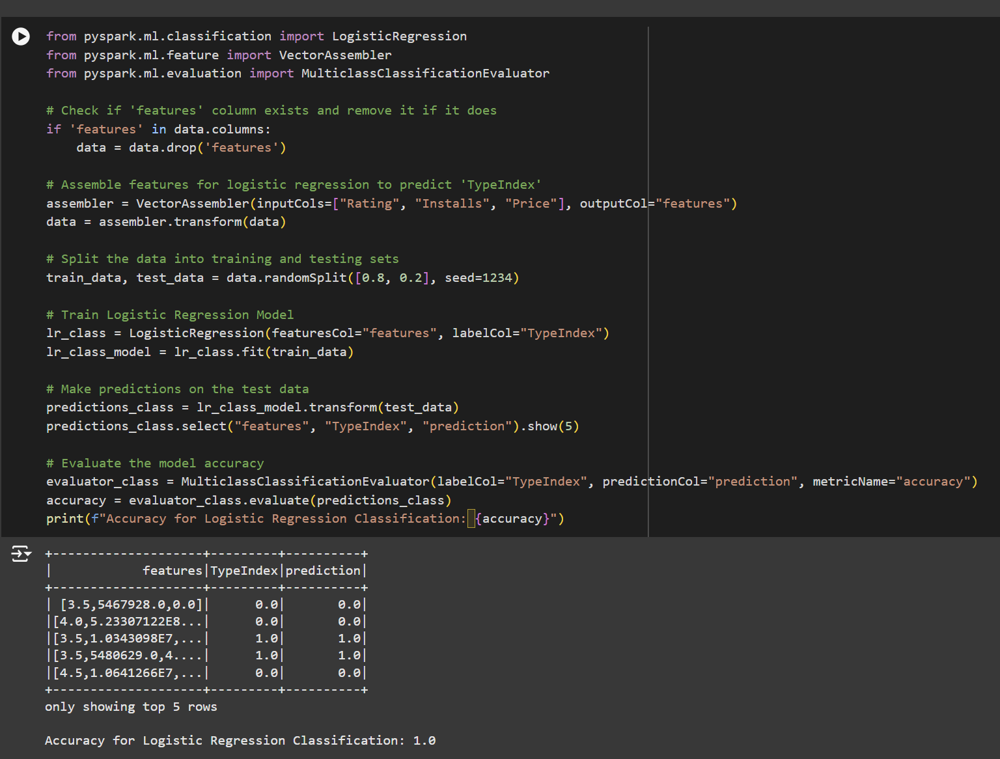 from pyspark.ml.classification import LogisticRegression
from pyspark.ml.feature import VectorAssembler
from pyspark.ml.evaluation import MulticlassClassificationEvaluator

# Check if 'features' column exists and remove it if it does
if 'features' in data.columns:
    data = data.drop('features')

# Assemble features for logistic regression to predict 'TypeIndex'
assembler = VectorAssembler(inputCols=["Rating", "Installs", "Price"], outputCol="features")
data = assembler.transform(data)

# Split the data into training and testing sets
train_data, test_data = data.randomSplit([0.8, 0.2], seed=1234)

# Train Logistic Regression Model
lr_class = LogisticRegression(featuresCol="features", labelCol="TypeIndex")
lr_class_model = lr_class.fit(train_data)

# Make predictions on the test data
predictions_class = lr_class_model.transform(test_data)
predictions_class.select("features", "TypeIndex", "prediction").show(5)

# Evaluate the model accuracy
evaluator_class = MulticlassClassificationEvaluator(labelCol="TypeIndex", predictionCol="prediction", metricName="accuracy")
accuracy = evaluator_class.evaluate(predictions_class)
print(f"Accuracy for Logistic Regression Classification: {accuracy}")

+--------------------+---------+----------+
|            features|TypeIndex|prediction|
+--------------------+---------+----------+
| [3.5,5467928.0,0.0]|      0.0|       0.0|
|[4.0,5.23307122E8...|      0.0|       0.0|
|[3.5,1.0343098E7,...|      1.0|       1.0|
|[3.5,5480629.0,4....|      1.0|       1.0|
|[4.5,1.0641266E7,...|      0.0|       0.0|
+--------------------+---------+----------+
only showing top 5 rows

Accuracy for Logistic Regression Classification: 1.0